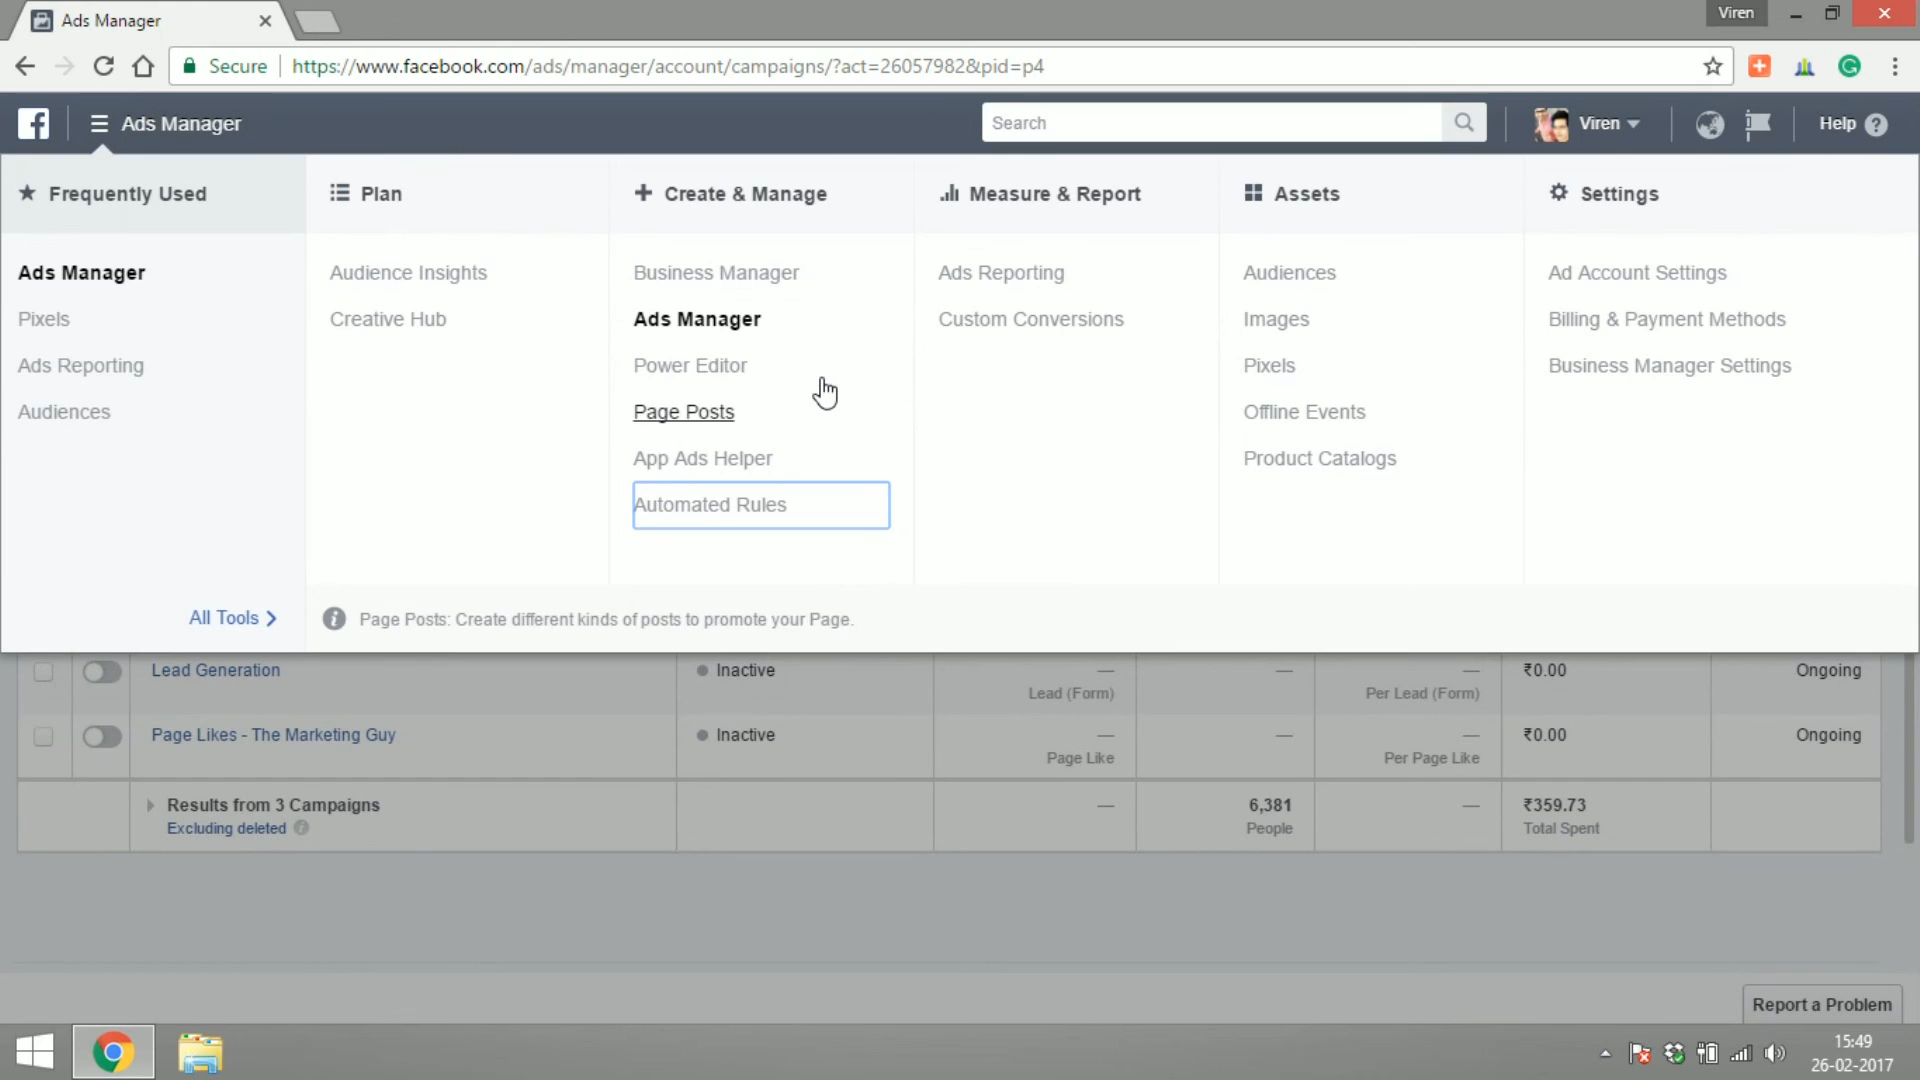 Ads Manager
Viren
Secure
https://www.facebook.com/ads/manager/account/campaigns/?act=26057982&pid=p4
Ads Manager
Search
Viren
Help
Frequently Used
Ads Manager
Pixels
Ads Reporting
Audiences
All Tools
Plan
Audience Insights
Creative Hub
Create & Manage
Business Manager
Ads Manager
Power Editor
Page Posts
App Ads Helper
Automated Rules
Measure & Report
Ads Reporting
Custom Conversions
Assets
Audiences
Images
Pixels
Offline Events
Product Catalogs
Settings
Ad Account Settings
Billing & Payment Methods
Business Manager Settings
Page Posts: Create different kinds of posts to promote your Page.
Lead Generation Inactive — — — ₹0.00 Ongoing
Lead (Form) Per Lead (Form)
Page Likes - The Marketing Guy Inactive — — — ₹0.00 Ongoing
Page Like Per Page Like
Results from 3 Campaigns — 6,381 — ₹359.73
Excluding deleted People Total Spent
Report a Problem
15:49
26-02-2017